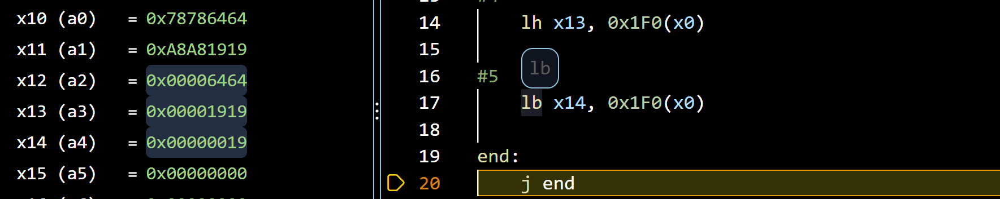 x10 (a0) = 0x78786464
x11 (a1) = 0xA8A81919
x12 (a2) = 0x00006464
x13 (a3) = 0x00001919
x14 (a4) = 0x00000019
x15 (a5) = 0x00000000
14 lh x13, 0x1F0(x0)
15
lb
16 #5
17 lb x14, 0x1F0(x0)
18
19 end:
20 j end